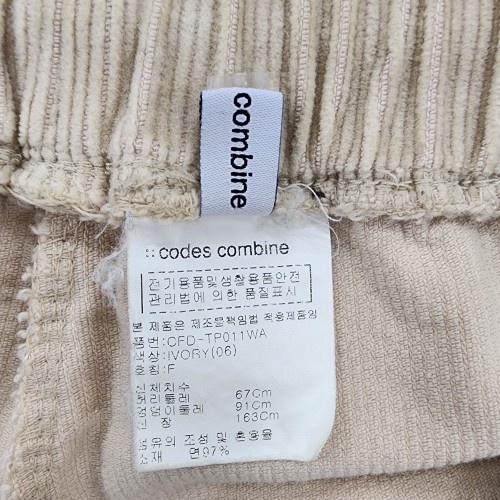 combine
:: codes combine
전기용품및생활용품안전
관리법에 의한 품질표시
본 제품은 제조물책임법 적용제품임
품번:CFD-TP011WA
색상:IVORY(06)
호칭:F
신체치수
허리둘레 67Cm
엉덩이둘레 91Cm
신 장 163Cm
섬유의 조성 및 혼용율
소재 면97%